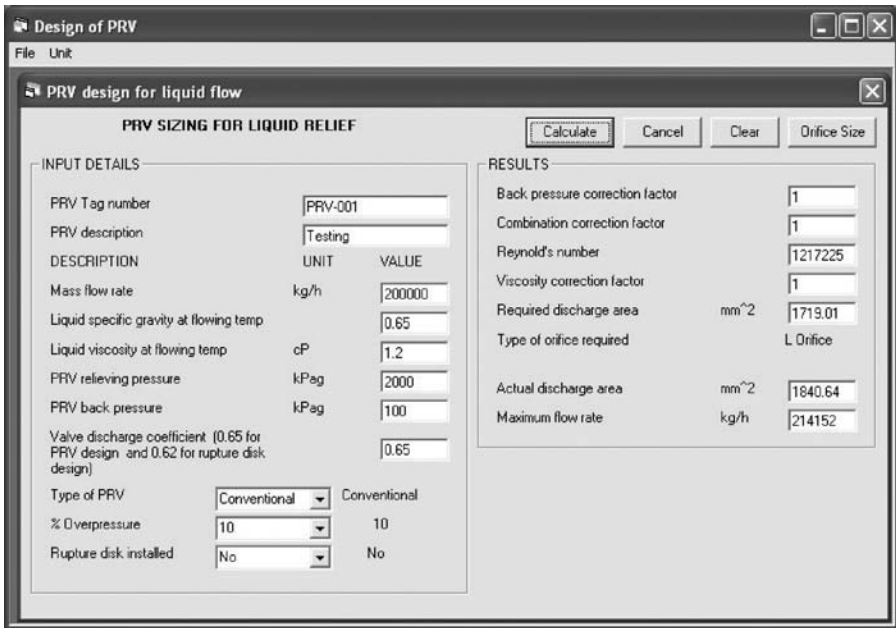 Design of PRV
File Unit
PRV design for liquid flow
PRV SIZING FOR LIQUID RELIEF
Calculate Cancel Clear Orifice Size
INPUT DETAILS
PRV Tag number PRV-001
PRV description Testing
DESCRIPTION UNIT VALUE
Mass flow rate kg/h 200000
Liquid specific gravity at flowing temp 0.65
Liquid viscosity at flowing temp cP 1.2
PRV relieving pressure kPag 2000
PRV back pressure kPag 100
Valve discharge coefficient (0.65 for
PRV design and 0.62 for rupture disk 0.65
design)
Type of PRV Conventional Conventional
% Overpressure 10 10
Rupture disk installed No No
RESULTS
Back pressure correction factor 1
Combination correction factor 1
Reynold's number 1217225
Viscosity correction factor 1
Required discharge area mm^2 1719.01
Type of orifice required L Orifice
Actual discharge area mm^2 1840.64
Maximum flow rate kg/h 214152